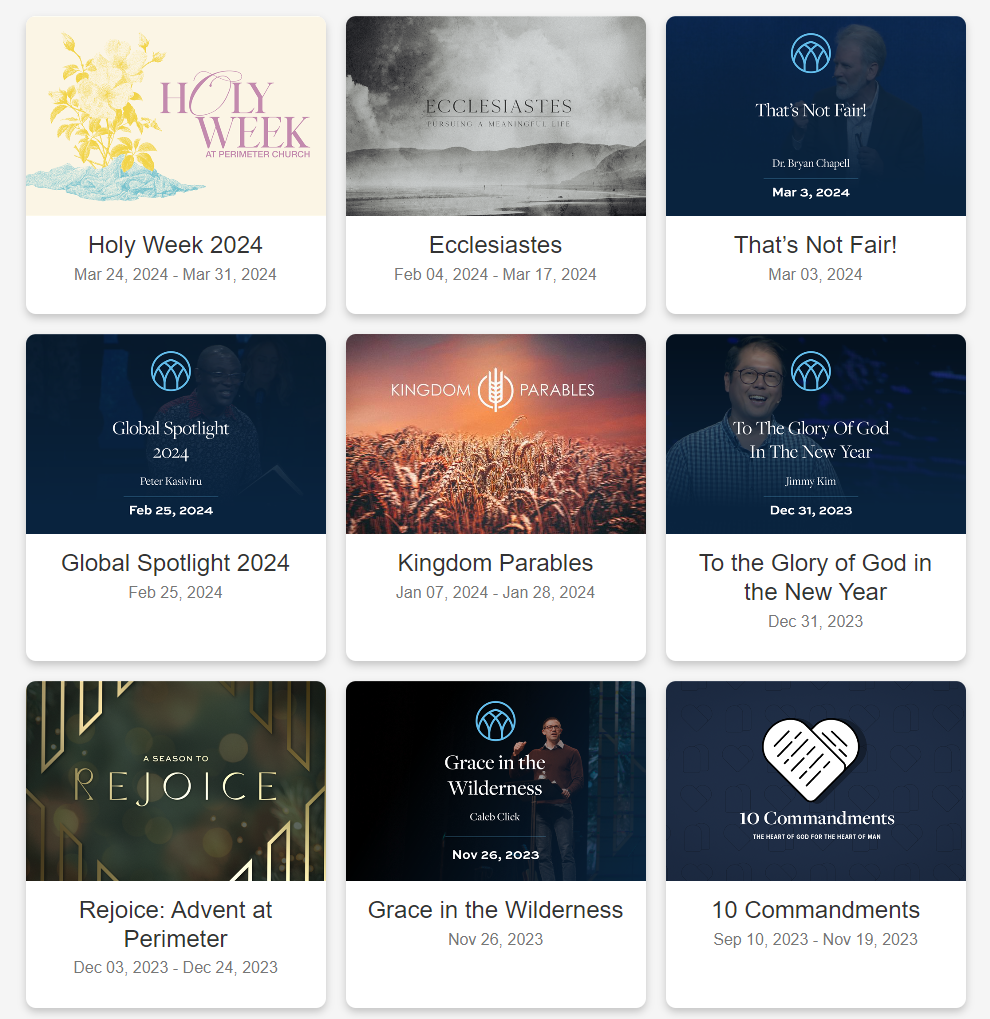 HOLY
WEEK
AT PERIMETER CHURCH
Holy Week 2024
Mar 24, 2024 - Mar 31, 2024
ECCLESIASTES
PURSUING A MEANINGFUL LIFE
Ecclesiastes
Feb 04, 2024 - Mar 17, 2024
That's Not Fair!
Dr. Bryan Chapell
Mar 3, 2024
That's Not Fair!
Mar 03, 2024
Global Spotlight
2024
Peter Kasiviru
Feb 25, 2024
Global Spotlight 2024
Feb 25, 2024
KINGDOM PARABLES
Kingdom Parables
Jan 07, 2024 - Jan 28, 2024
To The Glory Of God
In The New Year
Jimmy Kim
Dec 31, 2023
To the Glory of God in
the New Year
Dec 31, 2023
A SEASON TO
REJOICE
Rejoice: Advent at
Perimeter
Dec 03, 2023 - Dec 24, 2023
Grace in the
Wilderness
Caleb Click
Nov 26, 2023
Grace in the Wilderness
Nov 26, 2023
10 Commandments
THE HEART OF GOD FOR THE HEART OF MAN
10 Commandments
Sep 10, 2023 - Nov 19, 2023